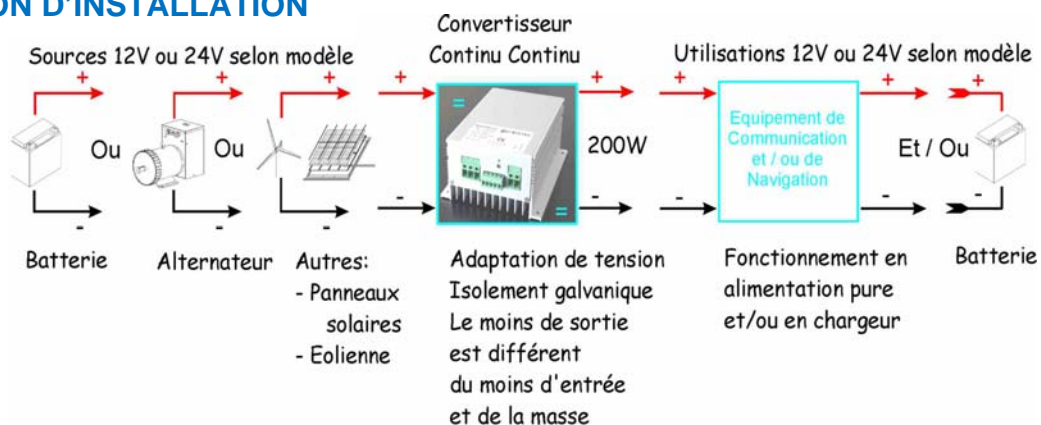 ON D'INSTALLATION
Sources 12V ou 24V selon modèle
Convertisseur
Continu Continu
Utilisations 12V ou 24V selon modèle
+ + + + + + + +
Ou
Ou
=
=
200W
Equipement de
Communication
et / ou de
Navigation
Et / Ou
- - - - - - - -
Batterie
Alternateur
Autres:
- Panneaux
solaires
- Eolienne
Adaptation de tension
Isolement galvanique
Le moins de sortie
est différent
du moins d'entrée
et de la masse
Fonctionnement en
alimentation pure
et/ou en chargeur
Batterie